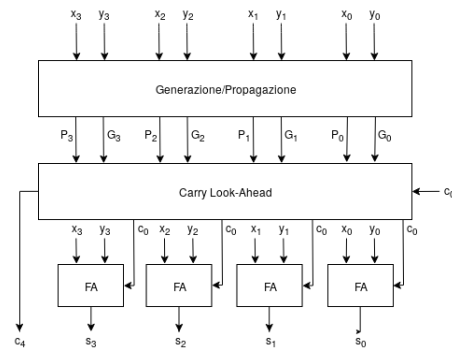 x3 y3 x2 y2 x1 y1 x0 y0
Generazione/Propagazione
P3 G3 P2 G2 P1 G1 P0 G0
Carry Look-Ahead c0
x3 y3 c0 x2 y2 c0 x1 y1 c0 x0 y0 c0
FA FA FA FA
c4 s3 s2 s1 s0